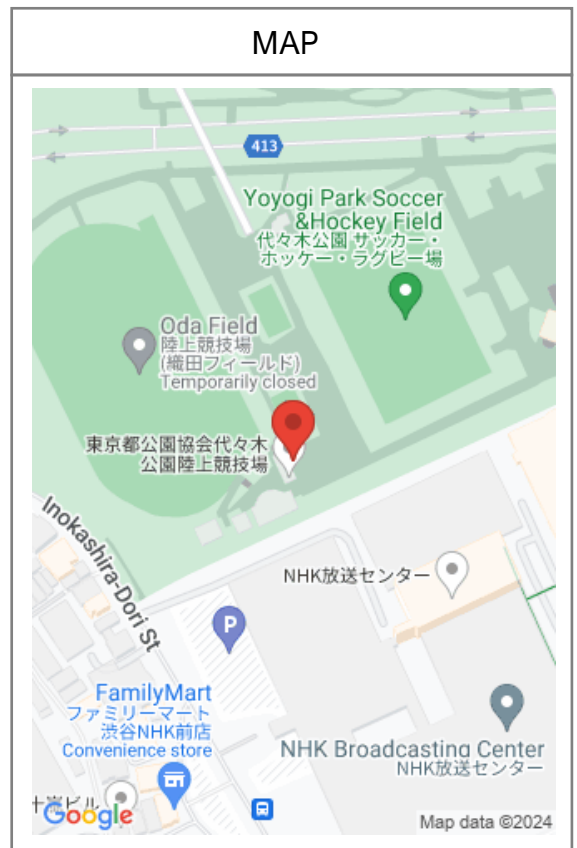 MAP
413
Yoyogi Park Soccer
&Hockey Field
代々木公園 サッカー・
ホッケー・ラグビー場
Oda Field
陸上競技場
(織田フィールド)
Temporarily closed
東京都公園協会代々木
公園陸上競技場
Inokashira-Dori St
NHK放送センター
P
FamilyMart
ファミリーマート
渋谷NHK前店
Convenience store
NHK Broadcasting Center
NHK放送センター
ビル
Google
Map data ©2024